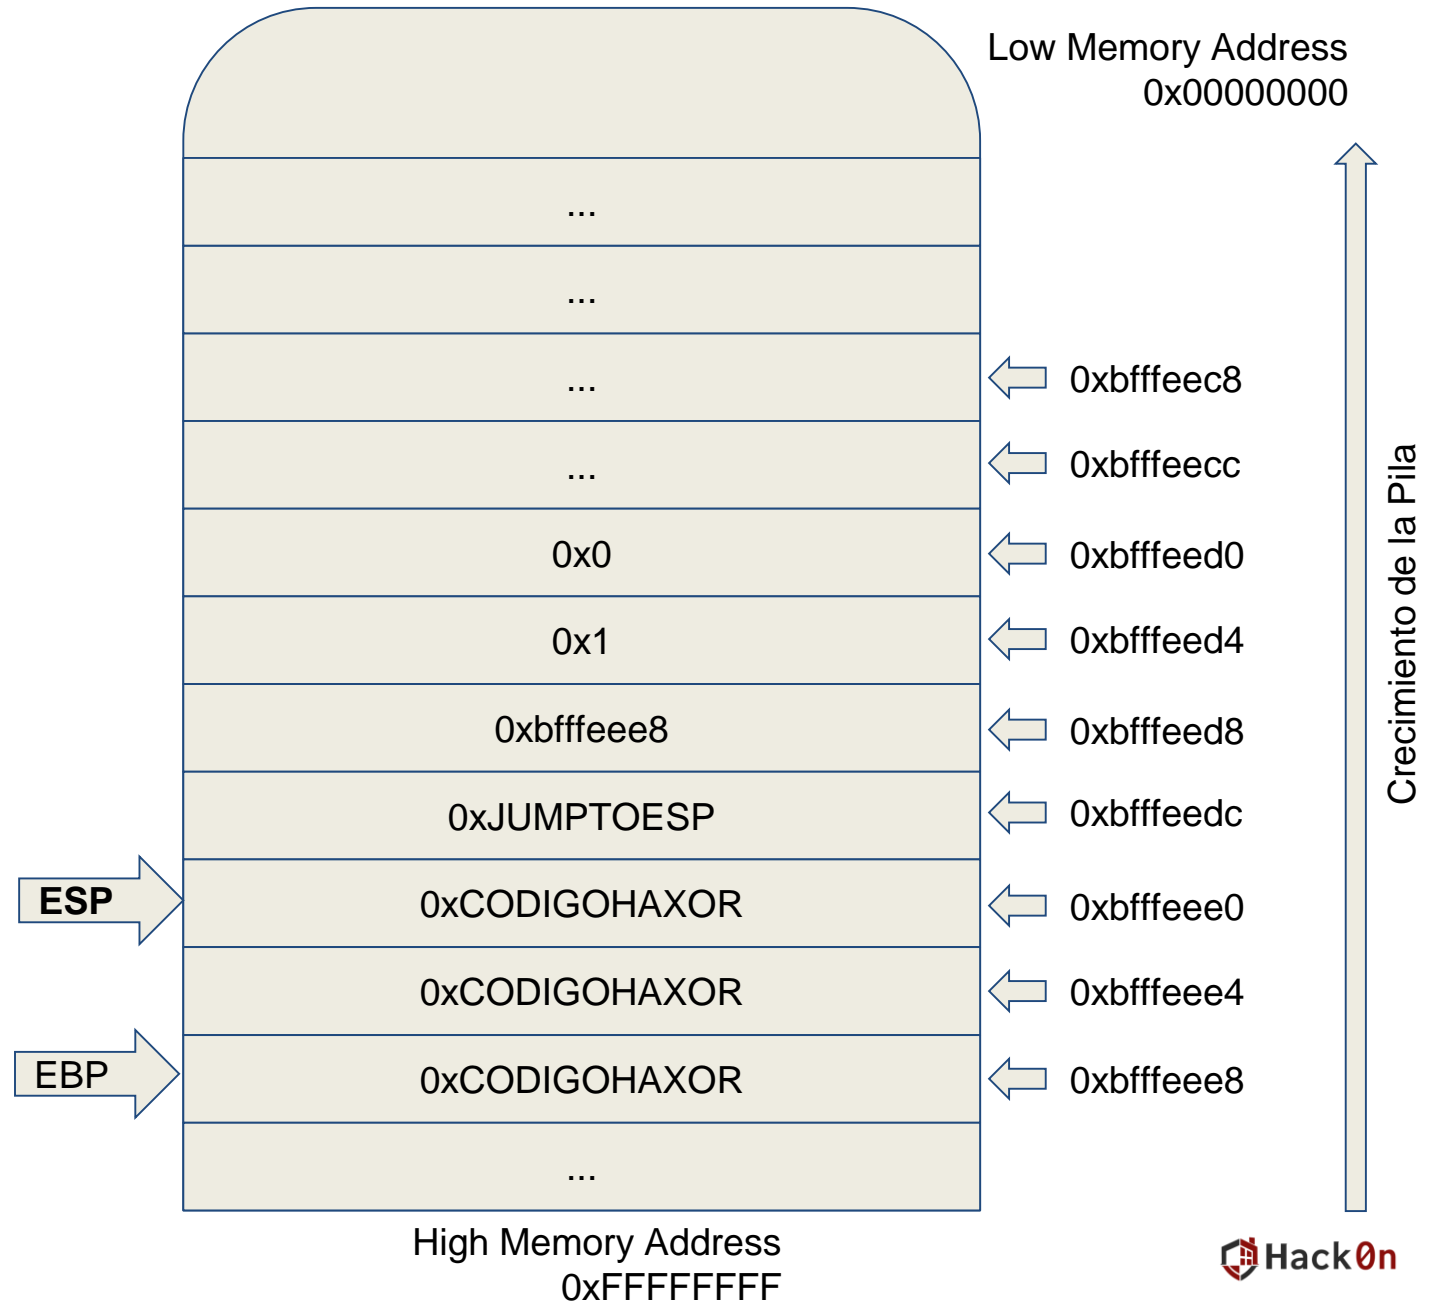 Low Memory Address
0x00000000
...
...
...
0xbfffeec8
...
0xbfffeecc
0x0
0xbfffeed0
0x1
0xbfffeed4
0xbfffeee8
0xbfffeed8
0xJUMPTOESP
0xbfffeedc
ESP
0xCODIGOHAXOR
0xbfffeee0
0xCODIGOHAXOR
0xbfffeee4
EBP
0xCODIGOHAXOR
0xbfffeee8
...
Crecimiento de la Pila
High Memory Address
0xFFFFFFFF
Hack0n